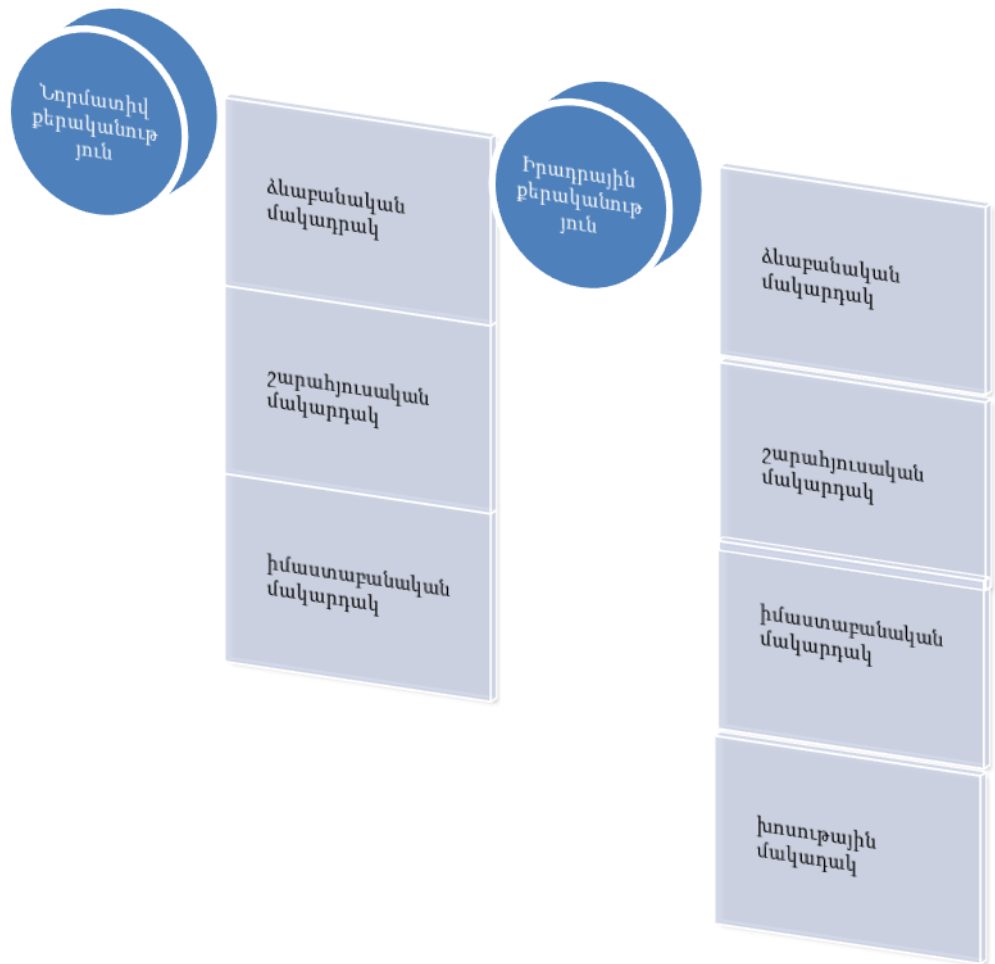 Նորմատիվ
քերականութ
յուն
ձևաբանական
մակադրակ
շարահյուսական
մակարդակ
իմաստաբանական
մակարդակ
Իրադրային
քերականութ
յուն
ձևաբանական
մակարդակ
շարահյուսական
մակարդակ
իմաստաբանական
մակարդակ
խոսութային
մակադակ